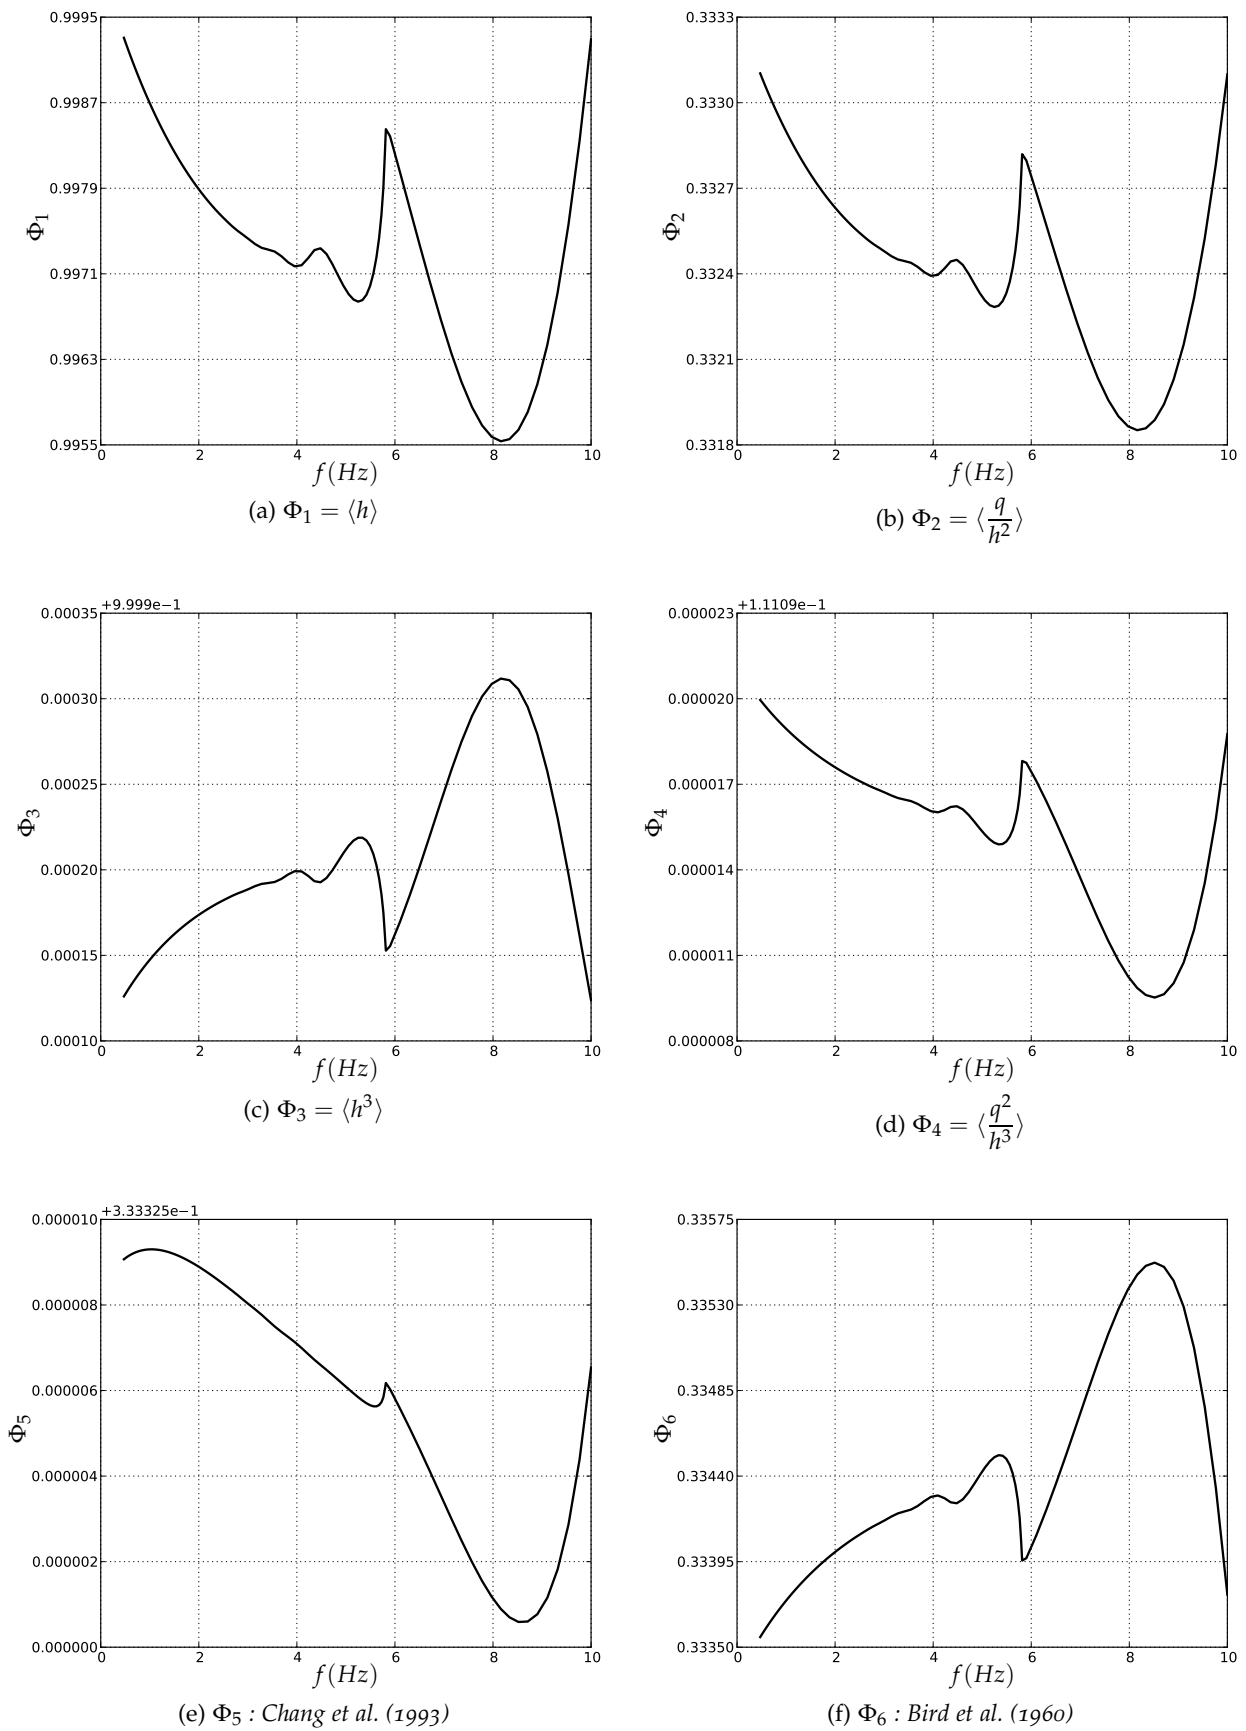 0.9995
0.9987
0.9979
0.9971
0.9963
0.9955
Φ1
0 2 4 6 8 10
f(Hz)
(a) Φ1 = ⟨h⟩
0.3333
0.3330
0.3327
0.3324
0.3321
0.3318
Φ2
0 2 4 6 8 10
f(Hz)
(b) Φ2 = ⟨q/h²⟩
+9.999e−1
0.00035
0.00030
0.00025
0.00020
0.00015
0.00010
Φ3
0 2 4 6 8 10
f(Hz)
(c) Φ3 = ⟨h³⟩
+1.1109e−1
0.000023
0.000020
0.000017
0.000014
0.000011
0.000008
Φ4
0 2 4 6 8 10
f(Hz)
(d) Φ4 = ⟨q²/h³⟩
+3.33325e−1
0.000010
0.000008
0.000006
0.000004
0.000002
0.000000
Φ5
0 2 4 6 8 10
f(Hz)
(e) Φ5 : Chang et al. (1993)
0.33575
0.33530
0.33485
0.33440
0.33395
0.33350
Φ6
0 2 4 6 8 10
f(Hz)
(f) Φ6 : Bird et al. (1960)